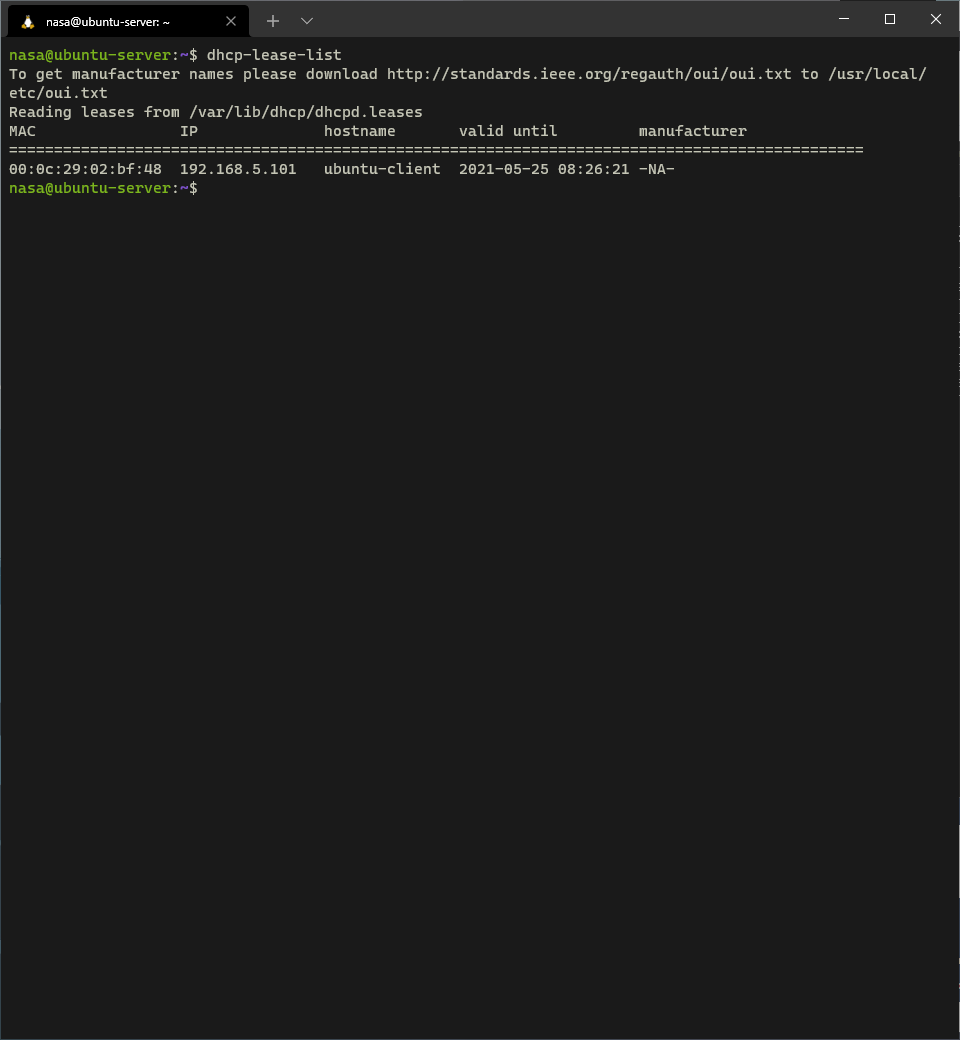 nasa@ubuntu-server: ~
nasa@ubuntu-server:~$ dhcp-lease-list
To get manufacturer names please download http://standards.ieee.org/regauth/oui/oui.txt to /usr/local/
etc/oui.txt
Reading leases from /var/lib/dhcp/dhcpd.leases
MAC                IP              hostname       valid until         manufacturer
===============================================================================================
00:0c:29:02:bf:48  192.168.5.101   ubuntu-client  2021-05-25 08:26:21 -NA-
nasa@ubuntu-server:~$